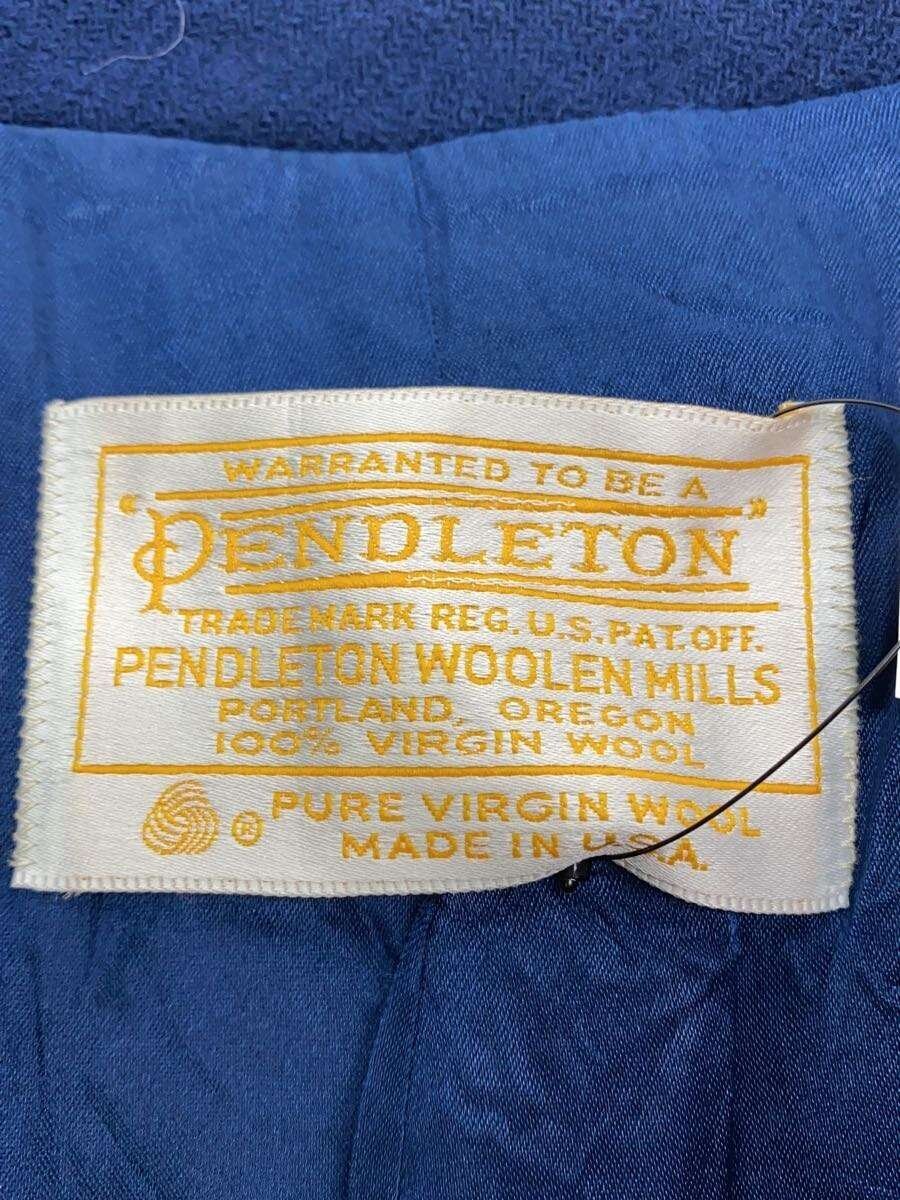 WARRANTED TO BE A
"PENDLETON"
TRADE MARK REG. U.S. PAT. OFF.
PENDLETON WOOLEN MILLS
PORTLAND, OREGON
100% VIRGIN WOOL
® PURE VIRGIN WOOL
MADE IN U.S.A.